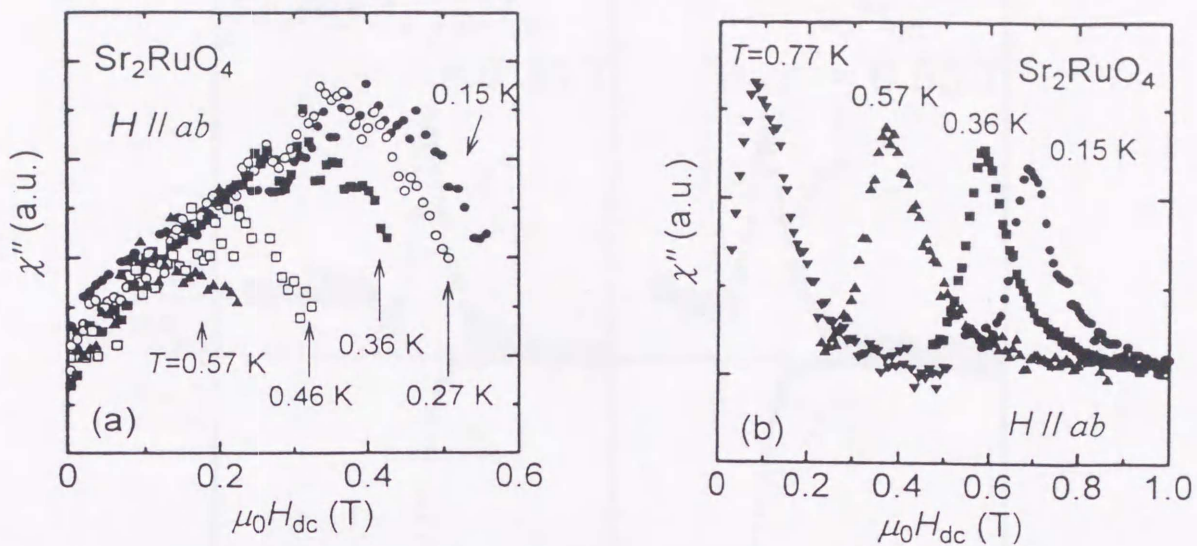 Sr₂RuO₄
H // ab
0.15 K
T=0.57 K
0.46 K
0.36 K
0.27 K
(a)
χ'' (a.u.)
0 0.2 0.4 0.6
μ₀H_dc (T)
T=0.77 K
Sr₂RuO₄
0.57 K
0.36 K
0.15 K
χ'' (a.u.)
(b)
H // ab
0 0.2 0.4 0.6 0.8 1.0
μ₀H_dc (T)